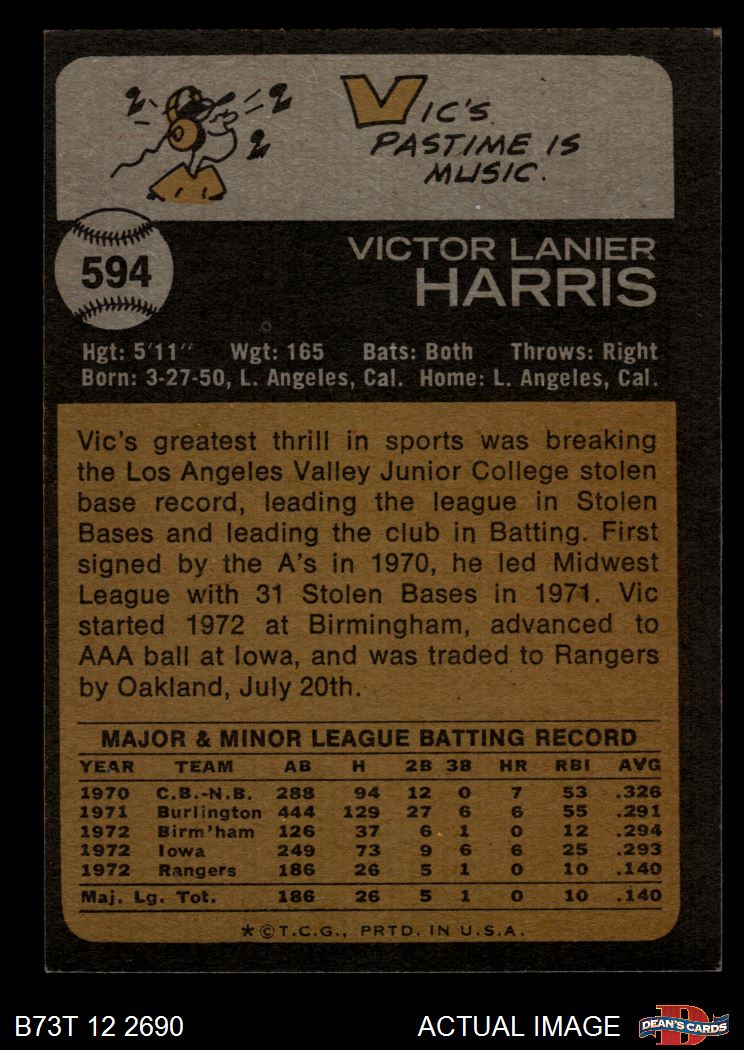 VIC'S
PASTIME IS
MUSIC.
594
VICTOR LANIER
HARRIS
Hgt: 5'11" Wgt: 165 Bats: Both Throws: Right
Born: 3-27-50, L. Angeles, Cal. Home: L. Angeles, Cal.
Vic's greatest thrill in sports was breaking
the Los Angeles Valley Junior College stolen
base record, leading the league in Stolen
Bases and leading the club in Batting. First
signed by the A's in 1970, he led Midwest
League with 31 Stolen Bases in 1971. Vic
started 1972 at Birmingham, advanced to
AAA ball at Iowa, and was traded to Rangers
by Oakland, July 20th.
MAJOR & MINOR LEAGUE BATTING RECORD
YEAR TEAM AB H 2B 3B HR RBI AVG
1970 C.B.-N.B. 288 94 12 0 7 53 .326
1971 Burlington 444 129 27 6 6 55 .291
1972 Birm'ham 126 37 6 1 0 12 .294
1972 Iowa 249 73 9 6 6 25 .293
1972 Rangers 186 26 5 1 0 10 .140
Maj. Lg. Tot. 186 26 5 1 0 10 .140
*©T.C.G., PRTD. IN U.S.A.
B73T 12 2690 ACTUAL IMAGE
D
DEAN'S CARDS